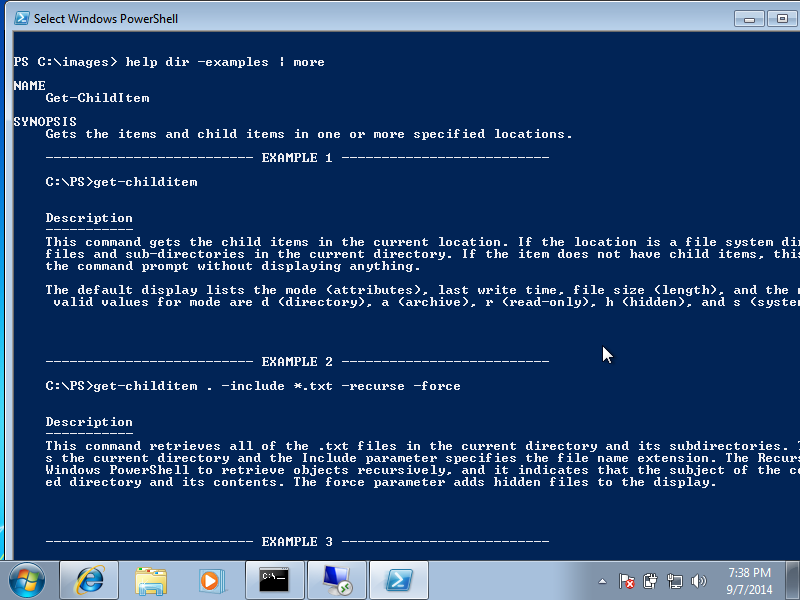 Select Windows PowerShell
PS C:\images> help dir -examples | more
NAME
Get-ChildItem
SYNOPSIS
Gets the items and child items in one or more specified locations.
-------------------------- EXAMPLE 1 --------------------------
C:\PS>get-childitem
Description
-----------
This command gets the child items in the current location. If the location is a file system
files and sub-directories in the current directory. If the item does not have child items,
the command prompt without displaying anything.
The default display lists the mode (attributes), last write time, file size (length), and the
valid values for mode are d (directory), a (archive), r (read-only), h (hidden), and s
-------------------------- EXAMPLE 2 --------------------------
C:\PS>get-childitem . -include *.txt -recurse -force
Description
-----------
This command retrieves all of the .txt files in the current directory and its subdirectories.
s the current directory and the Include parameter specifies the file name extension. The
Windows PowerShell to retrieve objects recursively, and it indicates that the subject of the
ed directory and its contents. The force parameter adds hidden files to the display.
-------------------------- EXAMPLE 3 --------------------------
C:\_
7:38 PM
9/7/2014